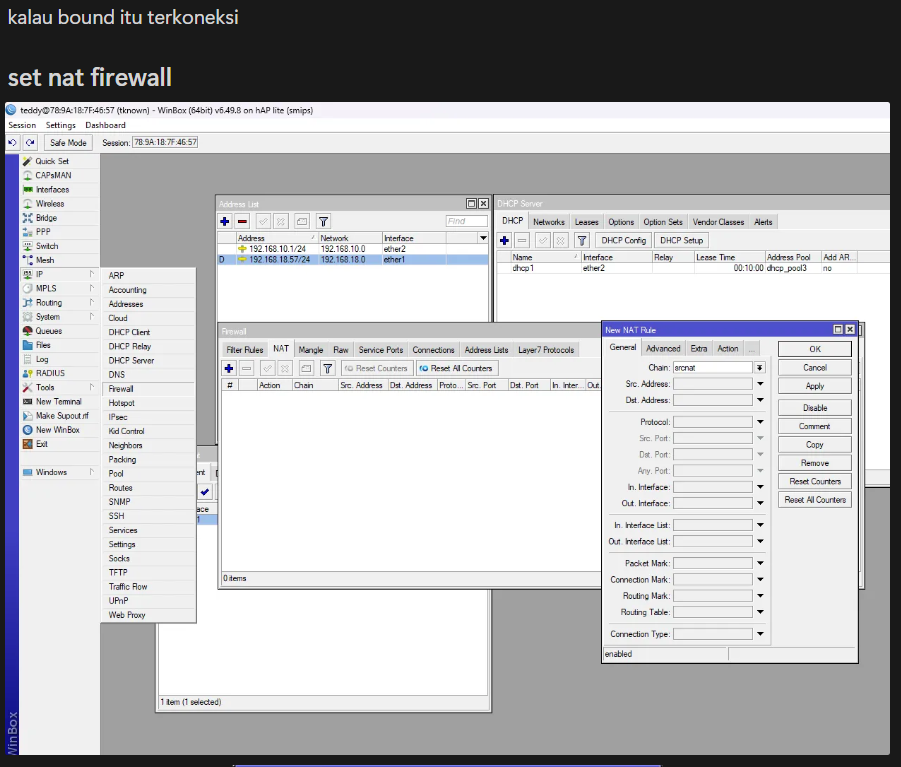 kalau bound itu terkoneksi
set nat firewall
teddy@78:9A:18:7F:46:57 (tknown) - WinBox (64bit) v6.49.8 on hAP lite (smips)
Session Settings Dashboard
Safe Mode Session: 78:9A:18:7F:46:57
Quick Set
CAPsMAN
Interfaces
Wireless
Bridge
PPP
Switch
Mesh
IP
MPLS
Routing
System
Queues
Files
Log
RADIUS
Tools
New Terminal
Make Supout.rif
New WinBox
Exit
Windows
WinBox
ARP
Accounting
Addresses
Cloud
DHCP Client
DHCP Relay
DHCP Server
DNS
Firewall
Hotspot
IPsec
Kid Control
Neighbors
Packing
Pool
Routes
SNMP
SSH
Services
Settings
Socks
TFTP
Traffic Flow
UPnP
Web Proxy
Address List
Find
Address Network Interface
192.168.10.1/24 192.168.10.0 ether2
D 192.168.18.57/24 192.168.18.0 ether1
DHCP Server
DHCP Networks Leases Options Option Sets Vendor Classes Alerts
DHCP Config DHCP Setup
Name Interface Relay Lease Time Address Pool Add AR...
dhcp1 ether2 00:10:00 dhcp_pool3 no
Firewall
Filter Rules NAT Mangle Raw Service Ports Connections Address Lists Layer7 Protocols
Reset Counters Reset All Counters
# Action Chain Src. Address Dst. Address Proto... Src. Port Dst. Port In. Inter... Out.
0 items
1 item (1 selected)
New NAT Rule
General Advanced Extra Action ...
Chain: srcnat
Src. Address:
Dst. Address:
Protocol:
Src. Port:
Dst. Port:
Any. Port:
In. Interface:
Out. Interface:
In. Interface List:
Out. Interface List:
Packet Mark:
Connection Mark:
Routing Mark:
Routing Table:
Connection Type:
enabled
OK
Cancel
Apply
Disable
Comment
Copy
Remove
Reset Counters
Reset All Counters